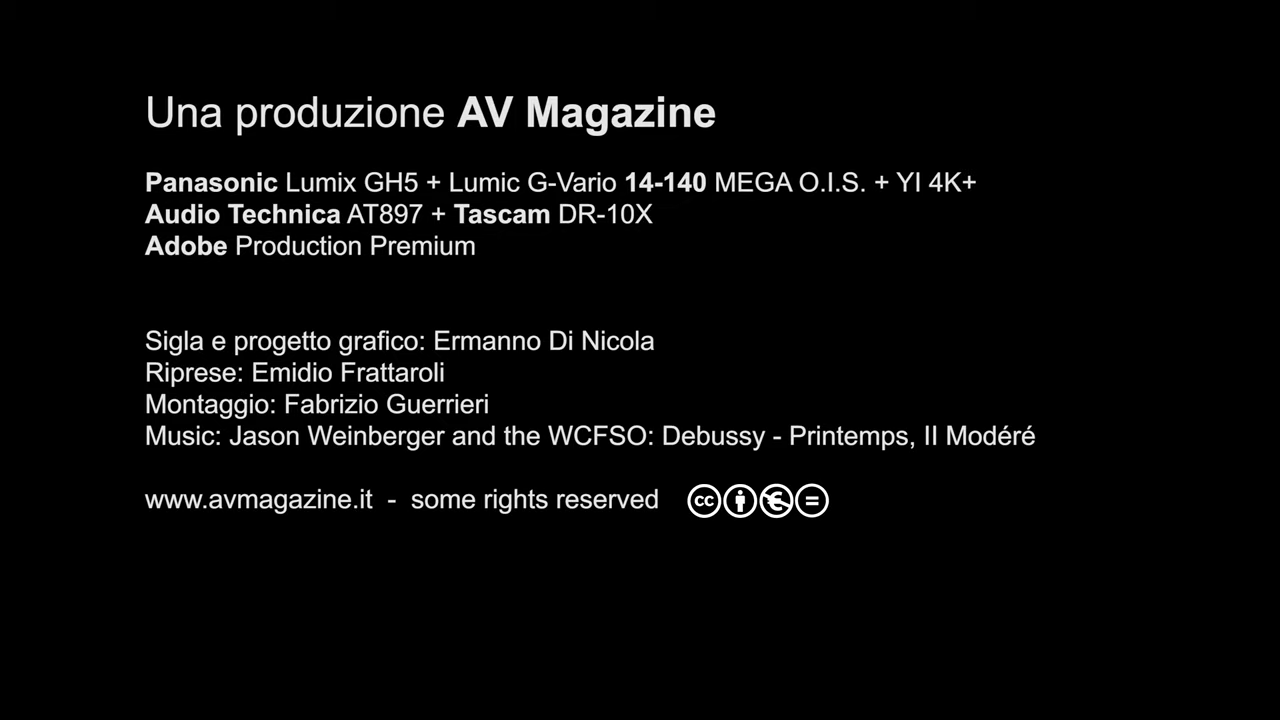 Una produzione AV Magazine
Panasonic Lumix GH5 + Lumic G-Vario 14-140 MEGA O.I.S. + YI 4K+
Audio Technica AT897 + Tascam DR-10X
Adobe Production Premium
Sigla e progetto grafico: Ermanno Di Nicola
Riprese: Emidio Frattaroli
Montaggio: Fabrizio Guerrieri
Music: Jason Weinberger and the WCFSO: Debussy - Printemps, II Modéré
www.avmagazine.it - some rights reserved cc € =